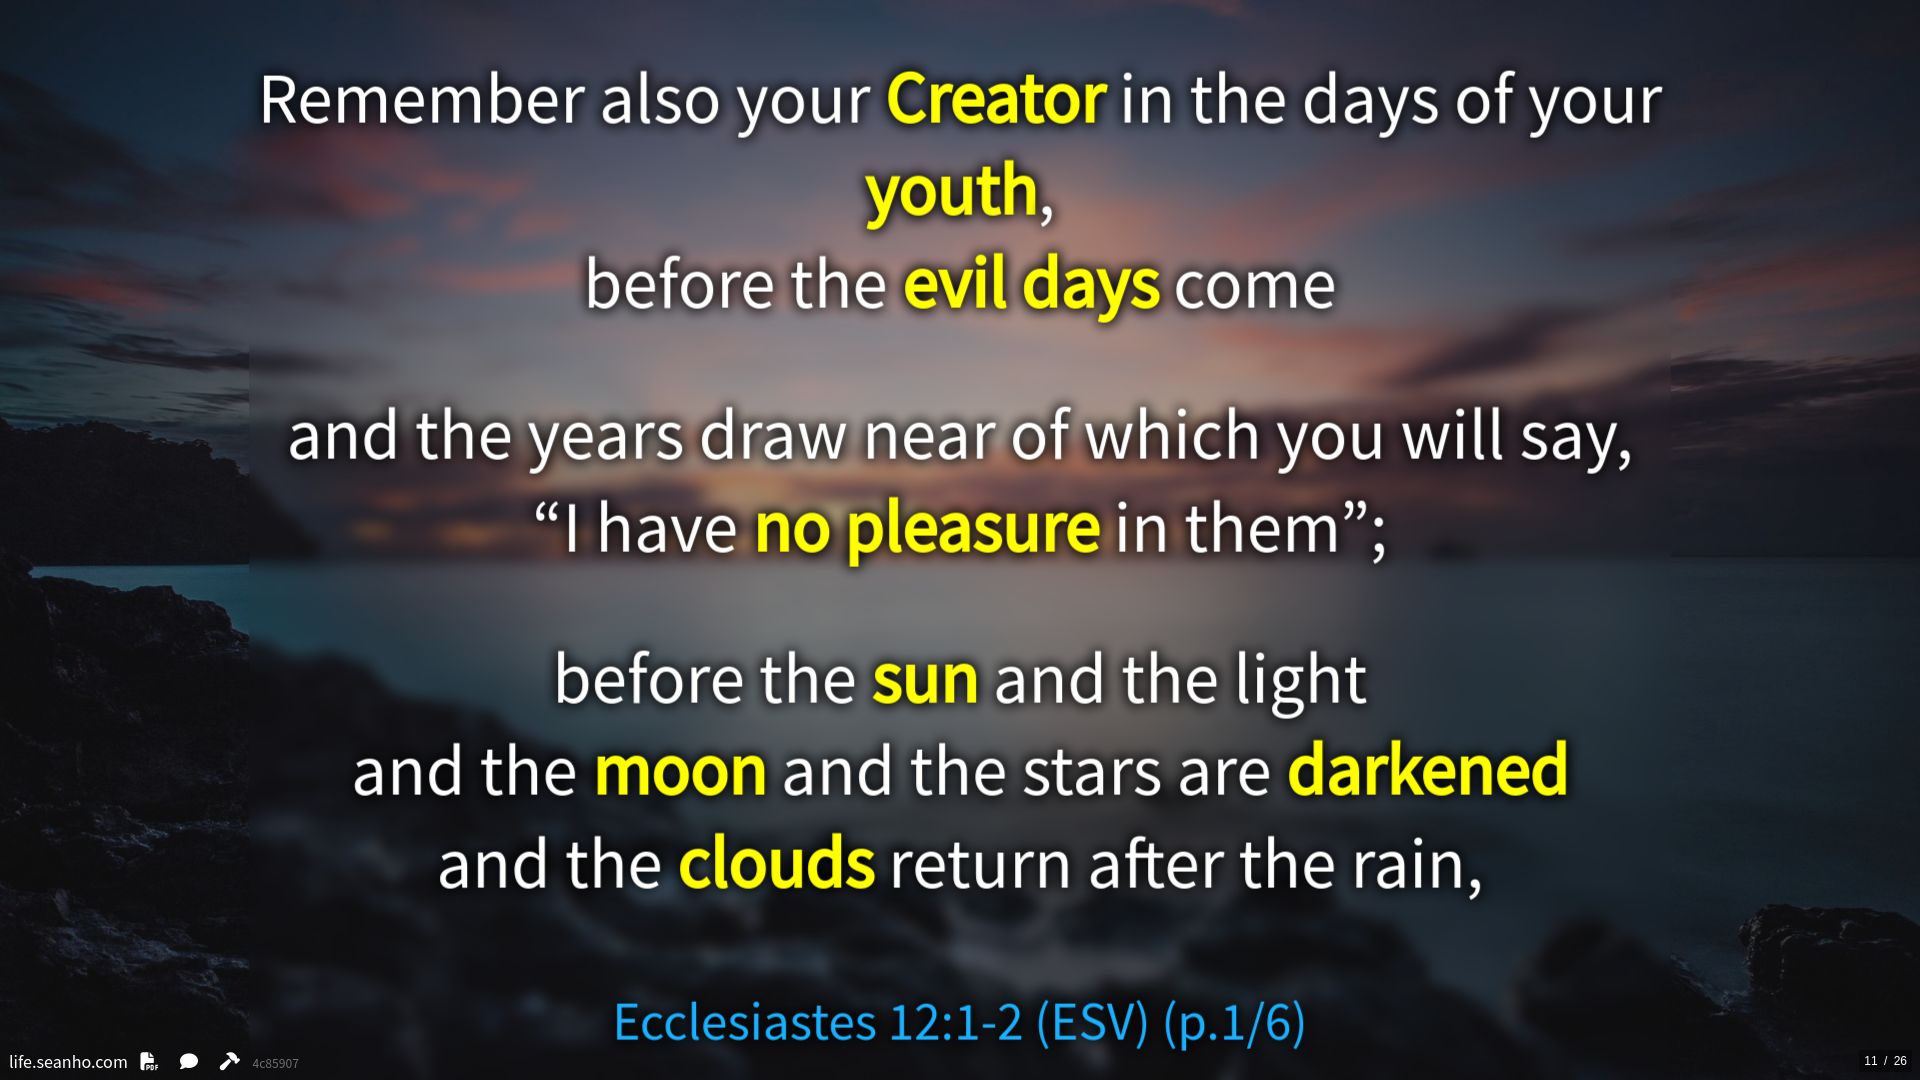 Remember also your Creator in the days of your
youth,
before the evil days come
and the years draw near of which you will say,
“I have no pleasure in them”;
before the sun and the light
and the moon and the stars are darkened
and the clouds return after the rain,
Ecclesiastes 12:1-2 (ESV) (p.1/6)
life.seanho.com PDF 4c85907
11 / 26